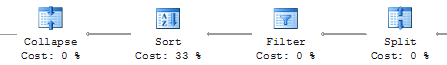 Collapse Sort Filter Split
Cost: 0 % Cost: 33 % Cost: 0 % Cost: 0 %